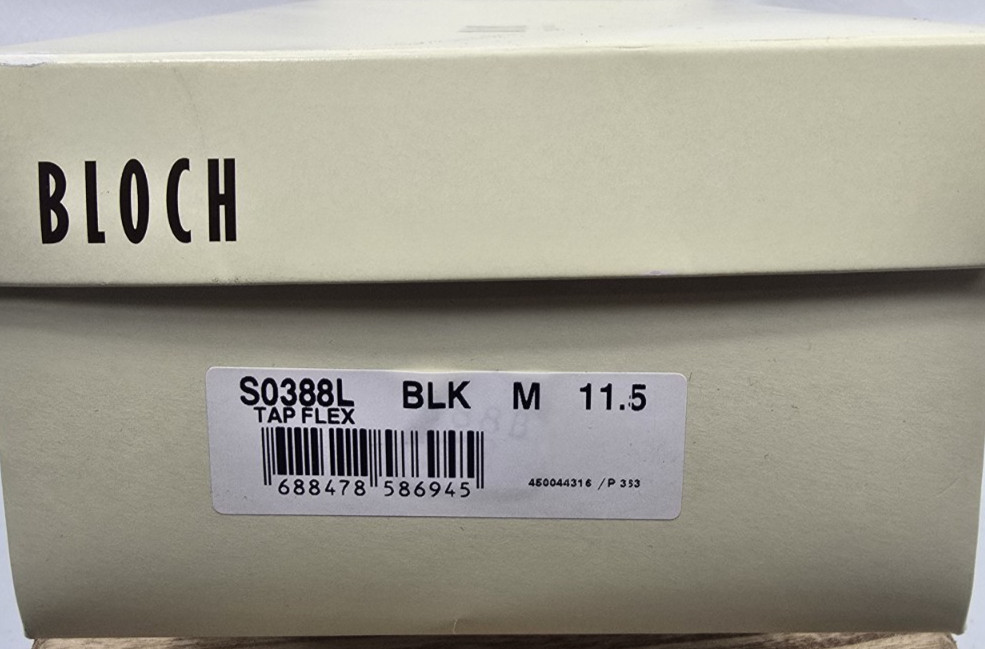 BLOCH
S0388L BLK M 11.5
TAP FLEX
688478 586945
450044316 /P 353